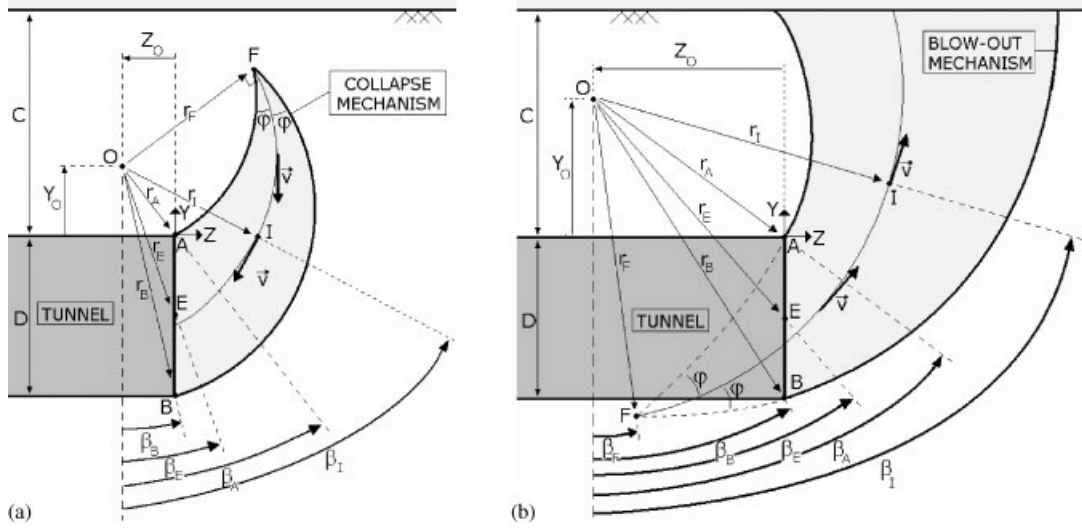 Z_O
F
COLLAPSE
MECHANISM
C
r_F
φ
φ
O
v
Y_O
r_A
r_I
Y
A
Z
I
r_E
v
r_B
E
TUNNEL
D
B
β_B
β_E
β_A
β_I
(a)
BLOW-OUT
MECHANISM
Z_O
O
C
r_I
v
r_A
Y_O
I
r_E
Y
A
Z
r_F
r_B
E
TUNNEL
v
D
φ
B
φ
F
β_F
β_B
β_E
β_A
β_I
(b)